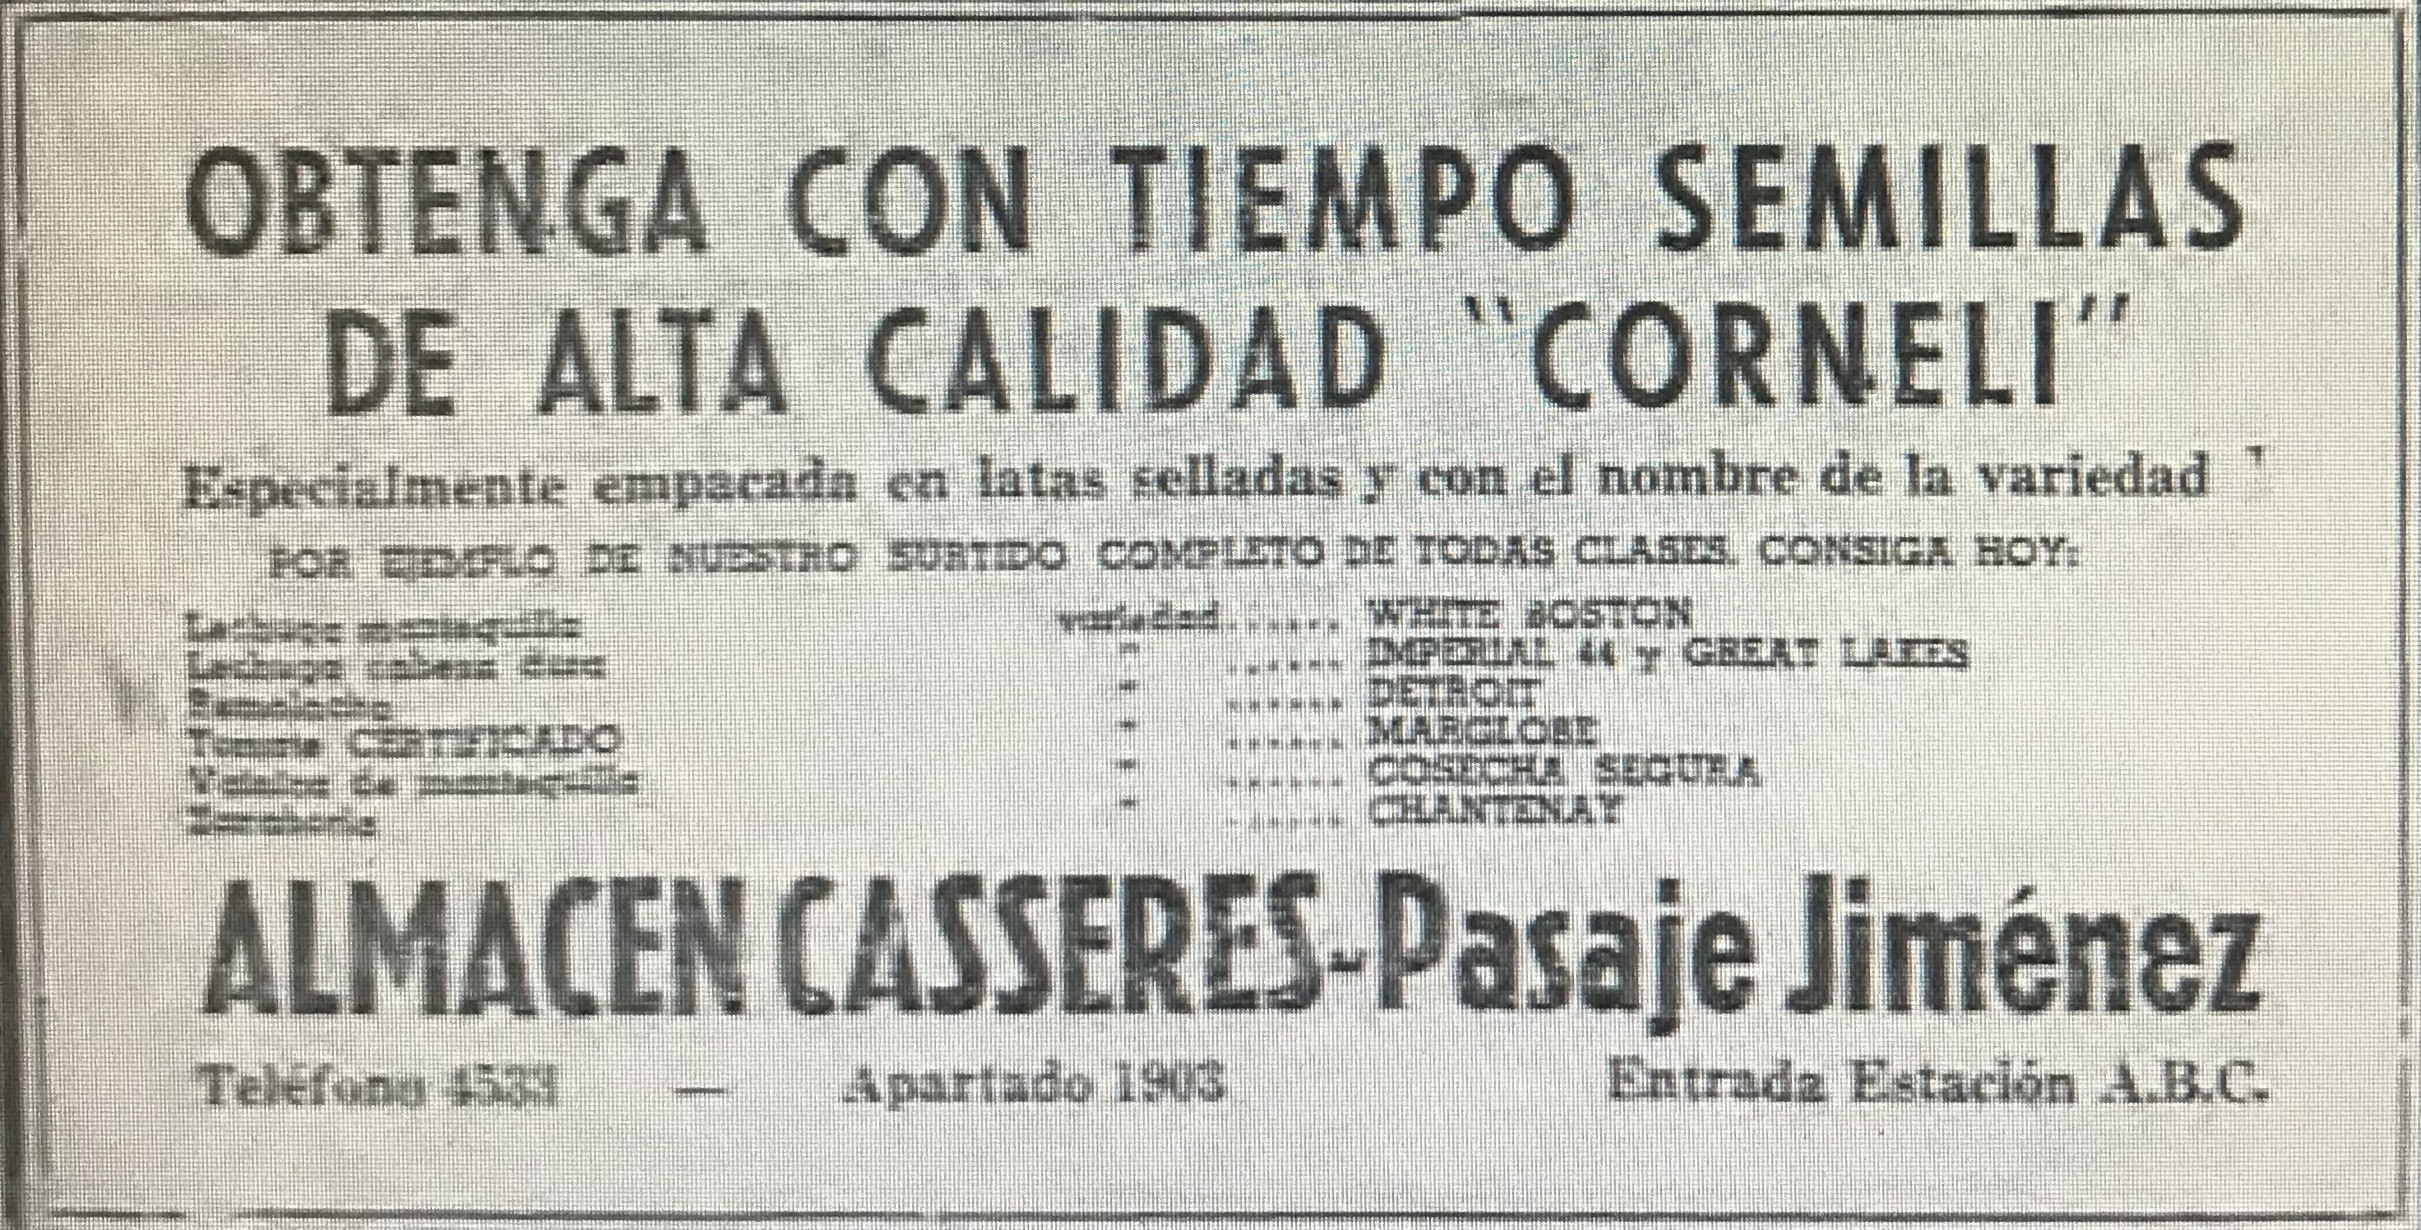 OBTENGA CON TIEMPO SEMILLAS
DE ALTA CALIDAD "CORNELI"
Especialmente empacada en latas selladas y con el nombre de la variedad
POR EJEMPLO DE NUESTRO SURTIDO COMPLETO DE TODAS CLASES, CONSIGA HOY:
Lechuga mantequilla variedad ...... WHITE BOSTON
Lechuga cabeza dura " ...... IMPERIAL 44 y GREAT LAKES
Remolacha " ...... DETROIT
Tomate CERTIFICADO " ...... MARGLOBE
Vainica de mantequilla " ...... COSECHA SEGURA
Zanahoria " ...... CHANTENAY
ALMACEN CASSERES-Pasaje Jiménez
Teléfono 4533 — Apartado 1903 Entrada Estación A.B.C.